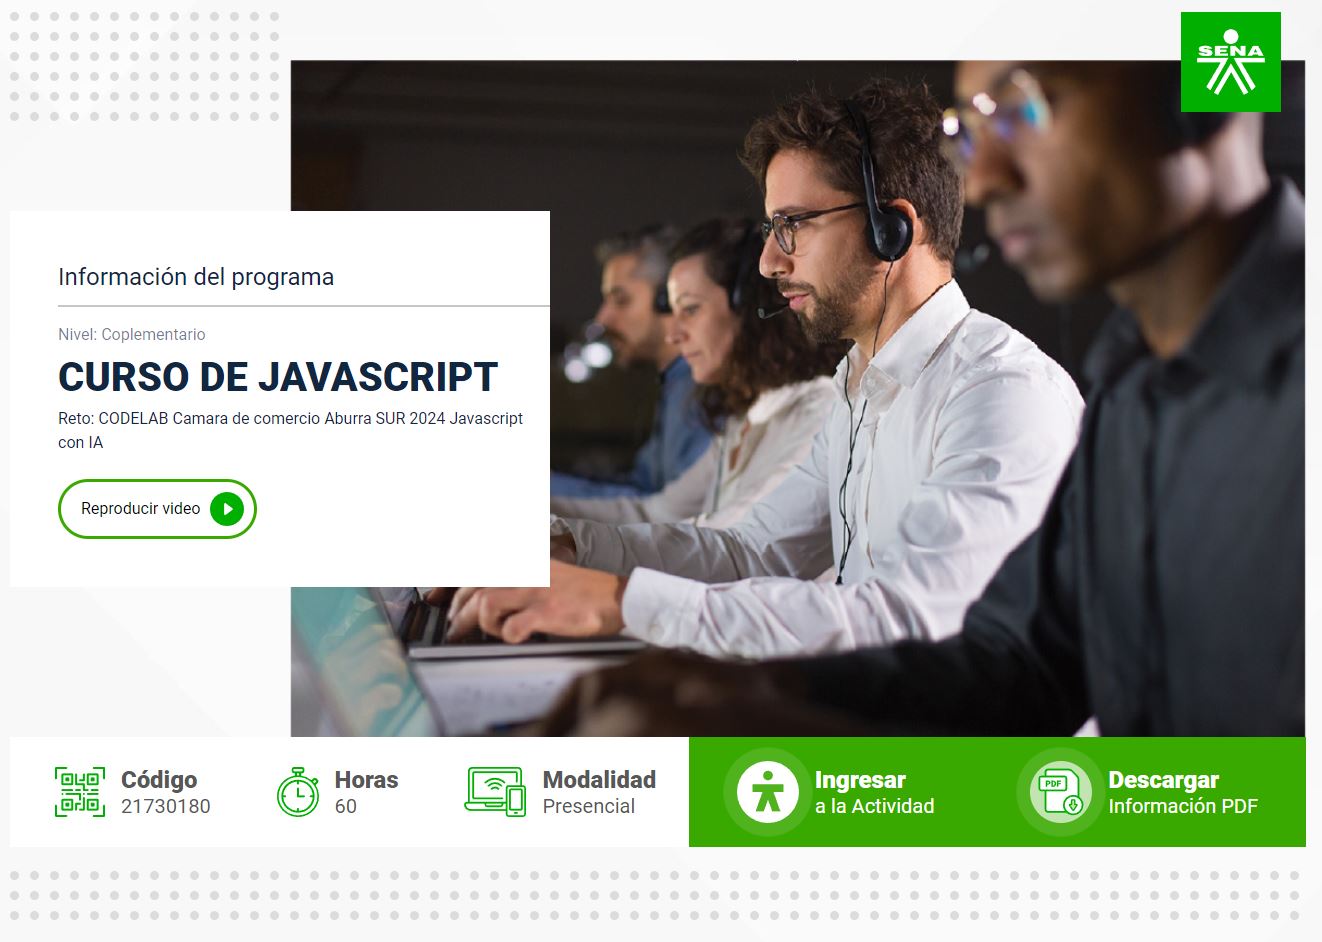 SENA
Información del programa
Nivel: Coplementario
CURSO DE JAVASCRIPT
Reto: CODELAB Camara de comercio Aburra SUR 2024 Javascript
con IA
Reproducir video
Código
21730180
Horas
60
Modalidad
Presencial
Ingresar
a la Actividad
PDF
Descargar
Información PDF